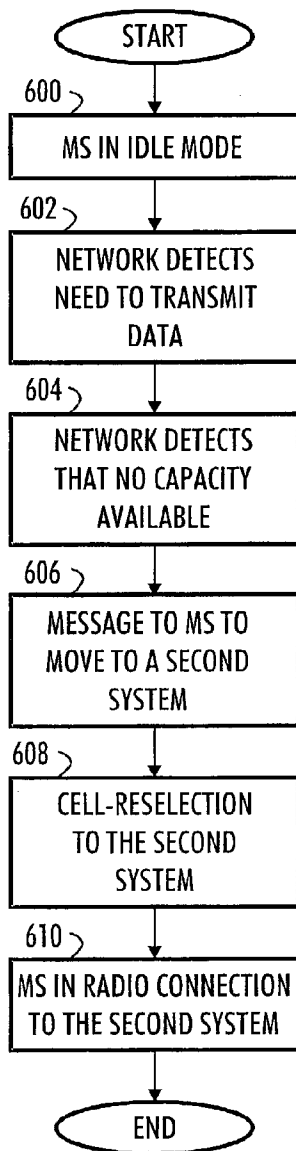 START
600
MS IN IDLE MODE
602
NETWORK DETECTS
NEED TO TRANSMIT
DATA
604
NETWORK DETECTS
THAT NO CAPACITY
AVAILABLE
606
MESSAGE TO MS TO
MOVE TO A SECOND
SYSTEM
608
CELL-RESELECTION
TO THE SECOND
SYSTEM
610
MS IN RADIO CONNECTION
TO THE SECOND SYSTEM
END